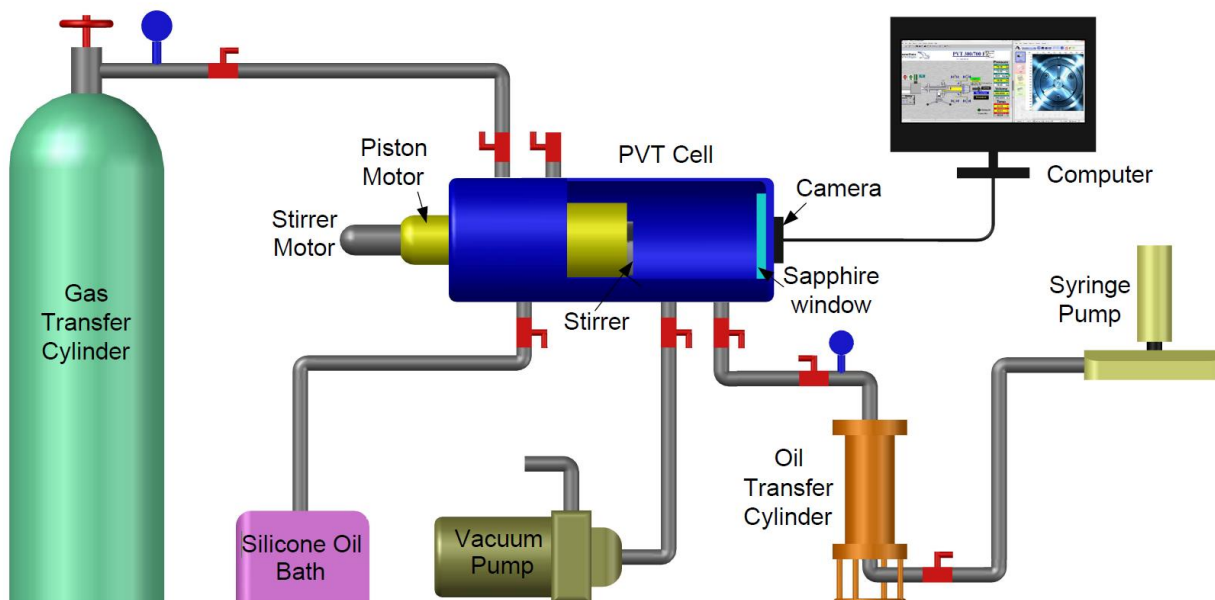 PVT Cell
Piston
Motor
Camera
Computer
Stirrer
Motor
Gas
Transfer
Cylinder
Sapphire
window
Syringe
Pump
Stirrer
Oil
Transfer
Cylinder
Silicone Oil
Bath
Vacuum
Pump